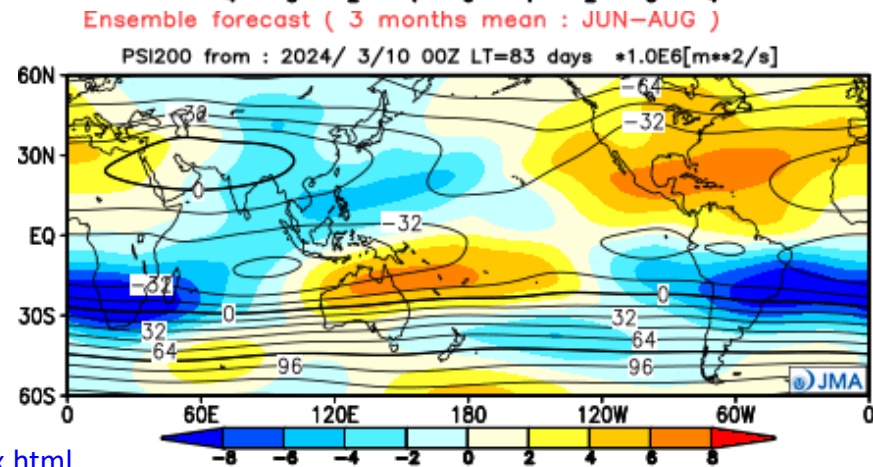 Ensemble forecast ( 3 months mean : JUN-AUG )
PSI200 from : 2024/ 3/10 00Z LT=83 days *1.0E6[m**2/s]
60N
30N
EQ
30S
60S
-64
-32
0
-32
0
32
64
96
0
32
64
96
JMA
0 60E 120E 180 120W 60W 0
-8 -6 -4 -2 0 2 4 6 8
x.html